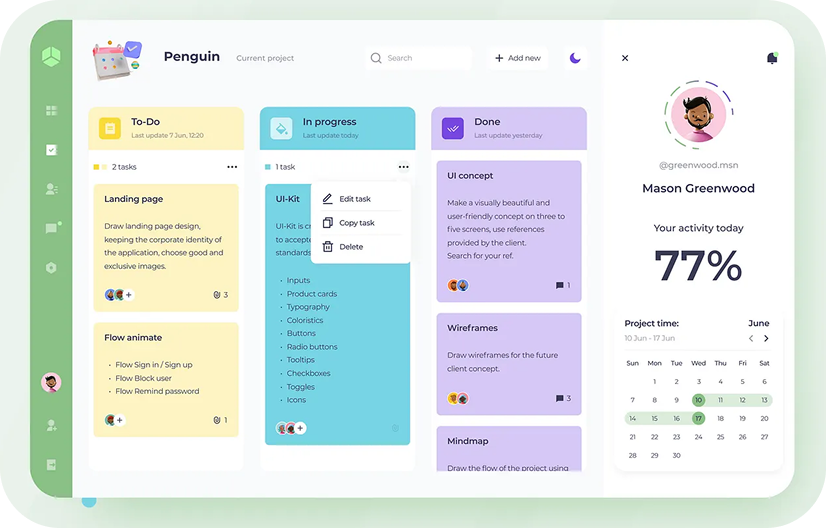 Penguin
Current project
Search
Add new
To-Do
Last update 7 Jun, 12:20
2 tasks
Landing page
Draw landing page design,
keeping the corporate identity of
the application, choose good and
exclusive images.
3
Flow animate
Flow Sign in / Sign up
Flow Block user
Flow Remind password
1
In progress
Last update today
1 task
Edit task
Copy task
Delete
UI-Kit
UI-Kit is
to accept
standards
Inputs
Product cards
Typography
Coloristics
Buttons
Radio buttons
Tooltips
Checkboxes
Toggles
Icons
Done
Last update yesterday
UI concept
Make a visually beautiful and
user-friendly concept on three to
five screens, use references
provided by the client.
Search for your ref.
1
Wireframes
Draw wireframes for the future
client concept.
3
Mindmap
Draw the flow of the project using
@greenwood.msn
Mason Greenwood
Your activity today
77%
Project time: June
10 Jun - 17 Jun
Sun Mon Tue Wed Thu Fri Sat
1 2 3 4 5 6
7 8 9 10 11 12 13
14 15 16 17 18 19 20
21 22 23 24 25 26 27
28 29 30